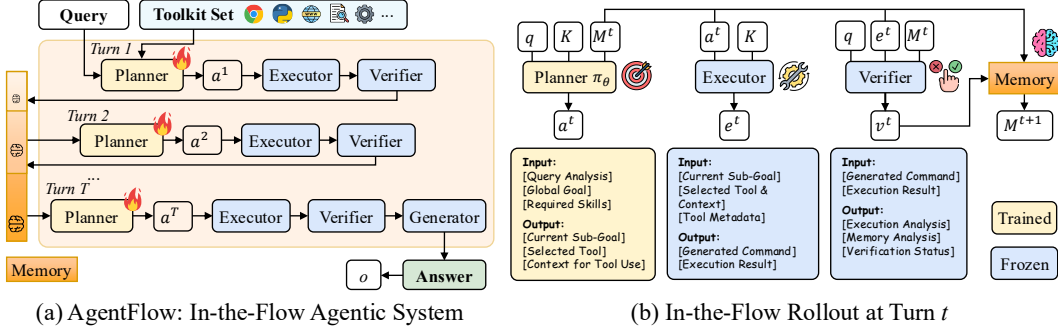 Query
Toolkit Set
...
Turn 1
Planner
a¹
Executor
Verifier
Turn 2
Planner
a²
Executor
Verifier
...
Turn T
Planner
aᵀ
Executor
Verifier
Generator
Memory
o
Answer
(a) AgentFlow: In-the-Flow Agentic System
q
K
Mᵗ
Planner πθ
aᵗ
Input:
[Query Analysis]
[Global Goal]
[Required Skills]
Output:
[Current Sub-Goal]
[Selected Tool]
[Context for Tool Use]
aᵗ
K
Executor
eᵗ
Input:
[Current Sub-Goal]
[Selected Tool &
Context]
[Tool Metadata]
Output:
[Generated Command]
[Execution Result]
q
eᵗ
Mᵗ
Verifier
vᵗ
Input:
[Generated Command]
[Execution Result]
Output:
[Execution Analysis]
[Memory Analysis]
[Verification Status]
Memory
Mᵗ⁺¹
Trained
Frozen
(b) In-the-Flow Rollout at Turn t